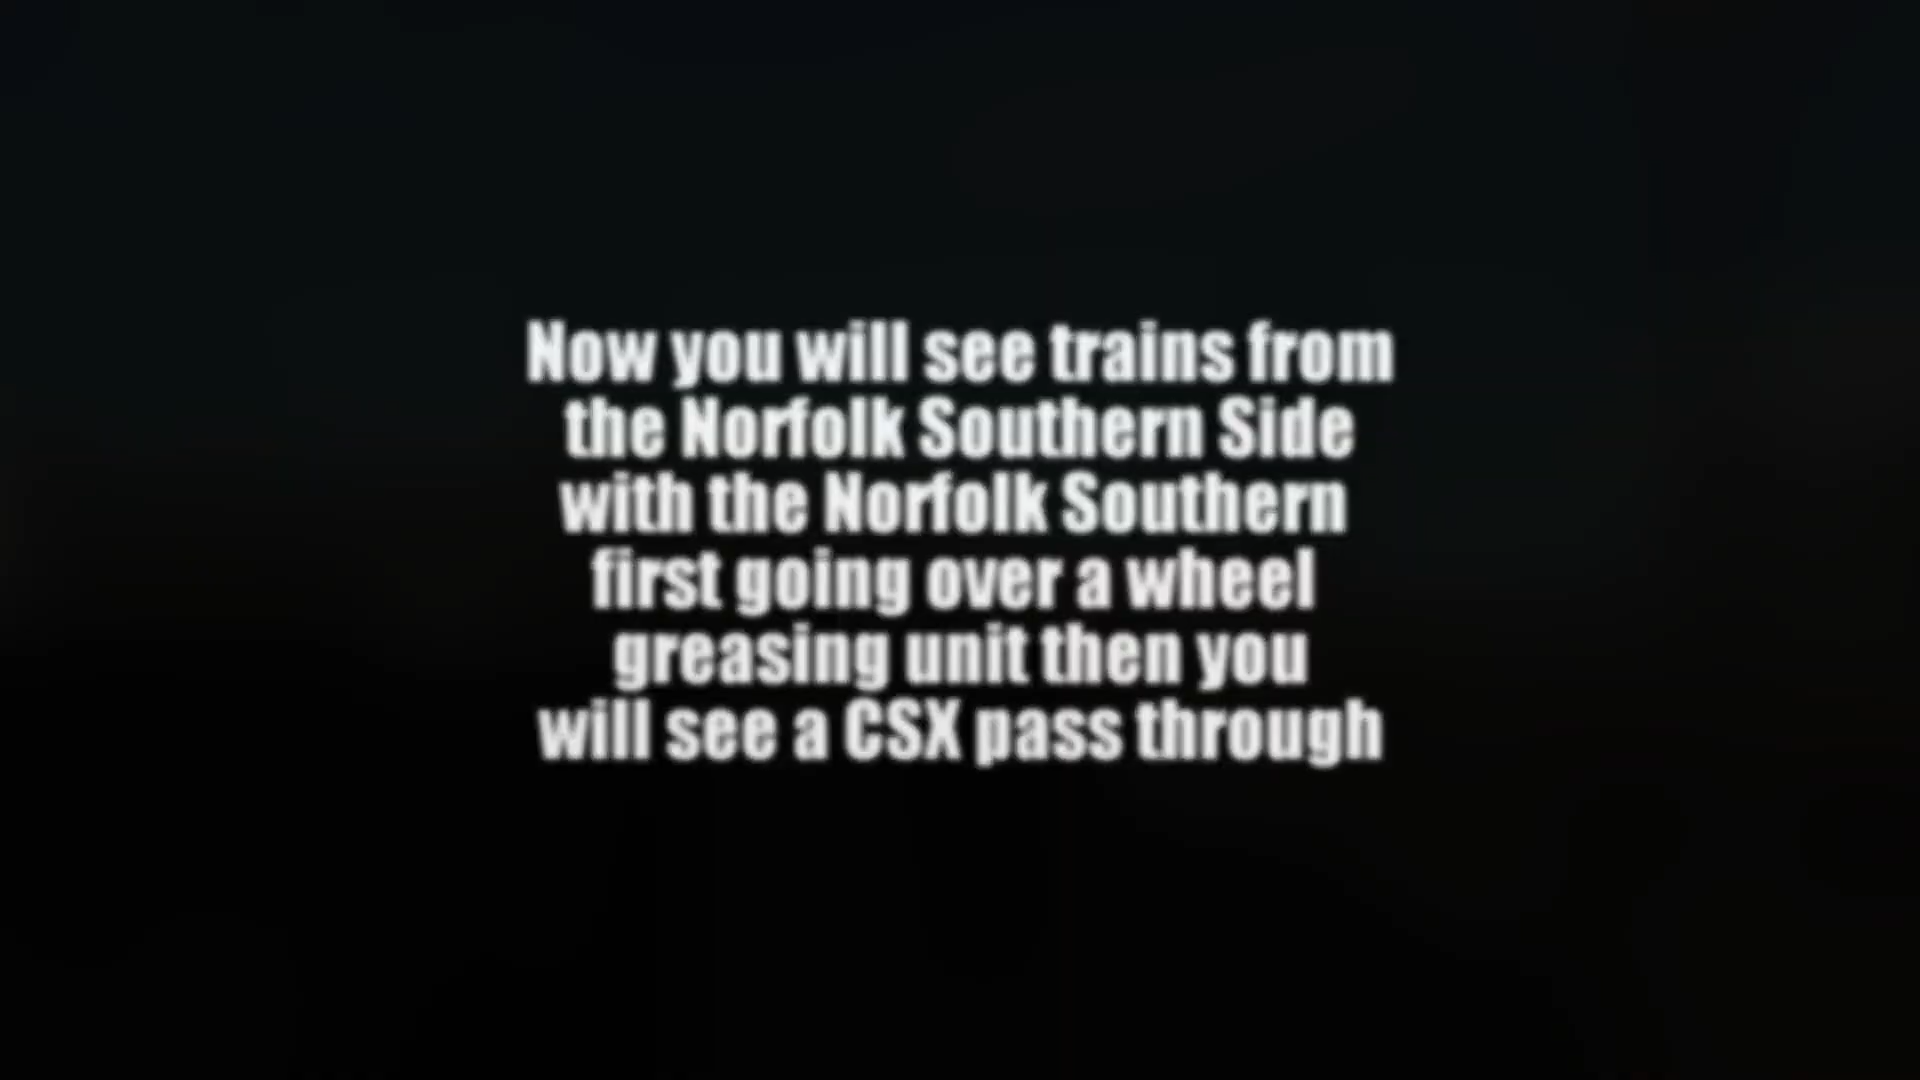 Now you will see trains from
the Norfolk Southern Side
with the Norfolk Southern
first going over a wheel
greasing unit then you
will see a CSX pass through